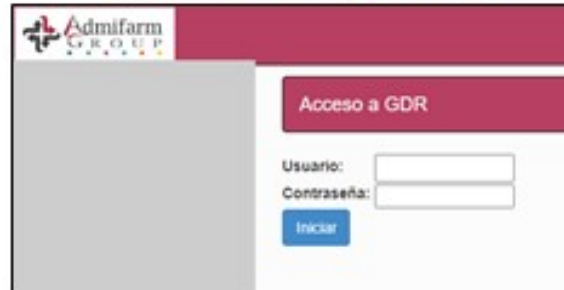 Admifarm
GROUP
Acceso a GDR
Usuario:
Contraseña:
Iniciar